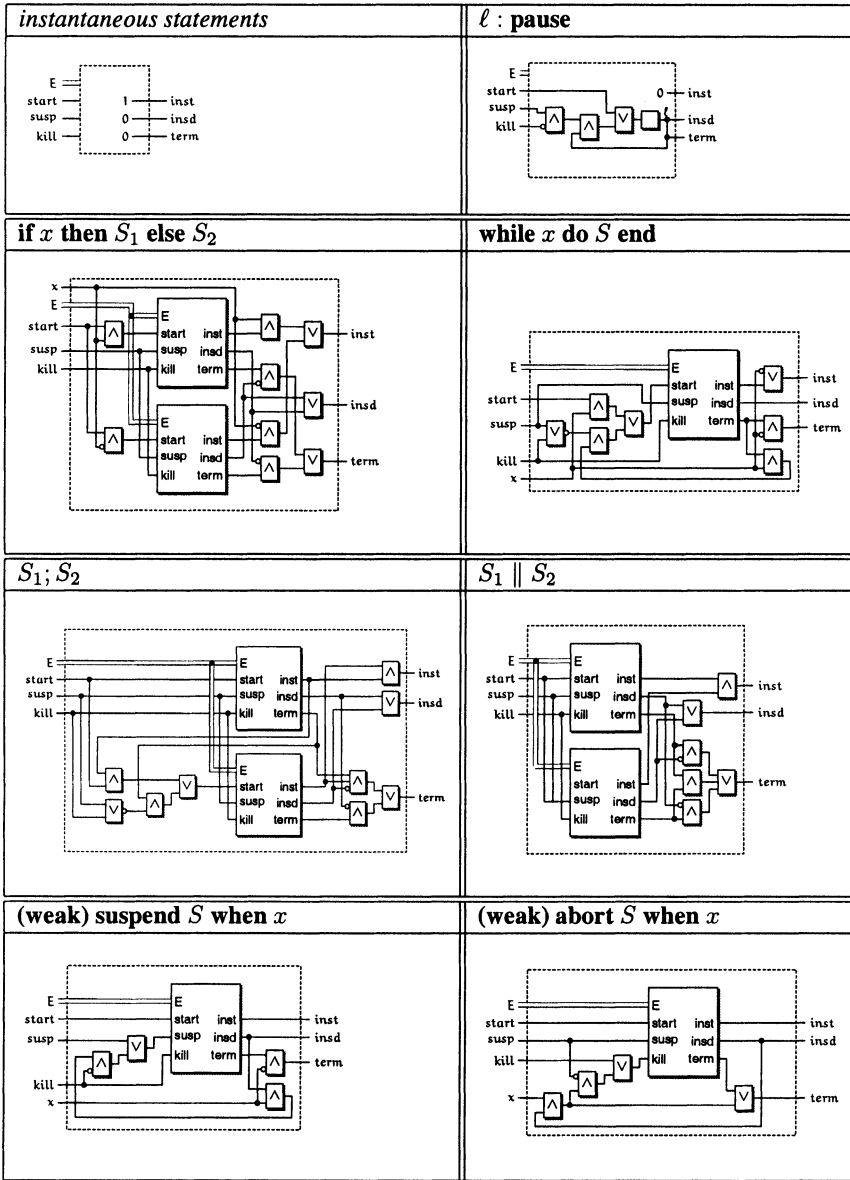 instantaneous statements
E
start
susp
kill
1 inst
0 insd
0 term
ℓ : pause
E
start
susp
kill
∧
∧
∨
ℓ
0 inst
insd
term
if x then S₁ else S₂
x
E
start
susp
kill
∧
∧
E
start inst
susp insd
kill term
E
start inst
susp insd
kill term
∧
∧
∧
∧
∨
∨
∨
inst
insd
term
while x do S end
E
start
susp
kill
x
∨
∧
∧
∨
E
start inst
susp insd
kill term
∨
∧
∧
inst
insd
term
S₁; S₂
E
start
susp
kill
∧
∨
∧
∨
E
start inst
susp insd
kill term
E
start inst
susp insd
kill term
∧
∨
∧
∧
∨
inst
insd
term
S₁ ∥ S₂
E
start
susp
kill
E
start inst
susp insd
kill term
E
start inst
susp insd
kill term
∧
∨
∧
∧
∧
∨
inst
insd
term
(weak) suspend S when x
E
start
susp
kill
x
∧
∨
E
start inst
susp insd
kill term
∧
∧
inst
insd
term
(weak) abort S when x
E
start
susp
kill
x
∧
∧
∨
E
start inst
susp insd
kill term
∨
inst
insd
term